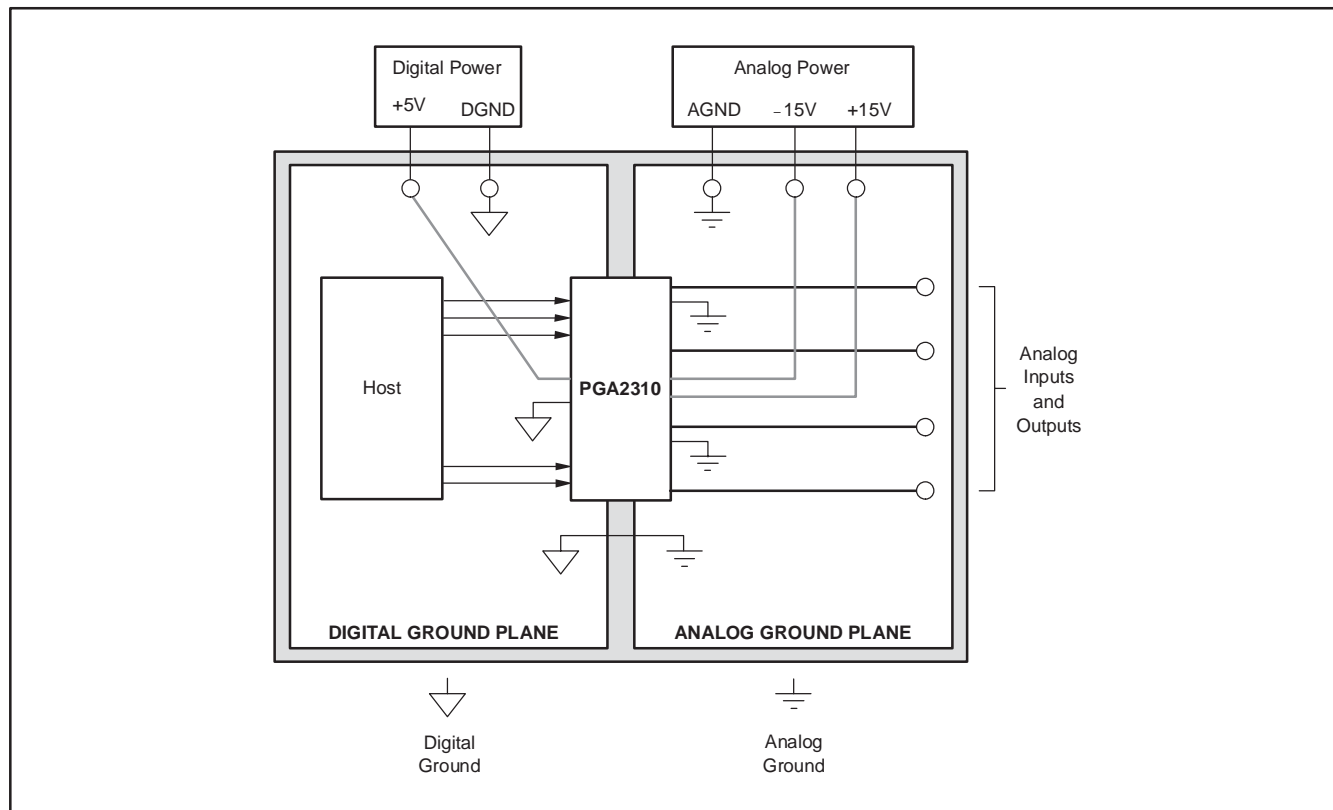 Digital Power
+5V
DGND
Analog Power
AGND
−15V
+15V
Host
PGA2310
Analog
Inputs
and
Outputs
DIGITAL GROUND PLANE
ANALOG GROUND PLANE
Digital
Ground
Analog
Ground